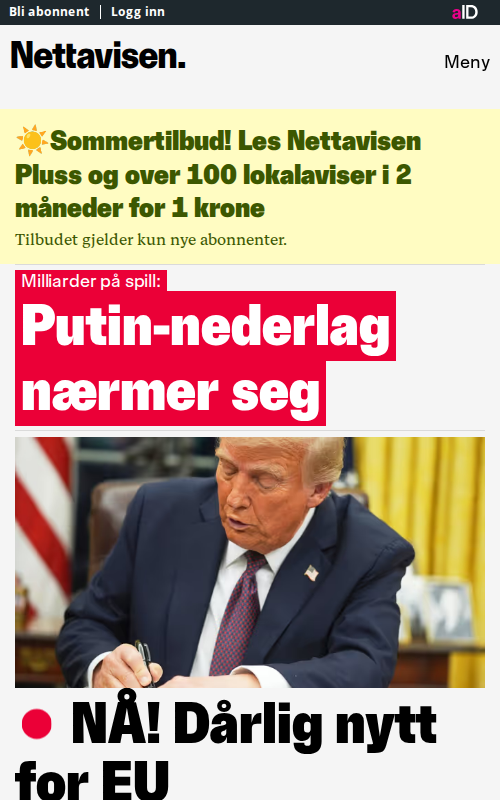 Bli abonnent | Logg inn aID
Nettavisen.
Meny
☀️Sommertilbud! Les Nettavisen
Pluss og over 100 lokalaviser i 2
måneder for 1 krone
Tilbudet gjelder kun nye abonnenter.
Milliarder på spill:
Putin-nederlag
nærmer seg
NÅ! Dårlig nytt
for EU